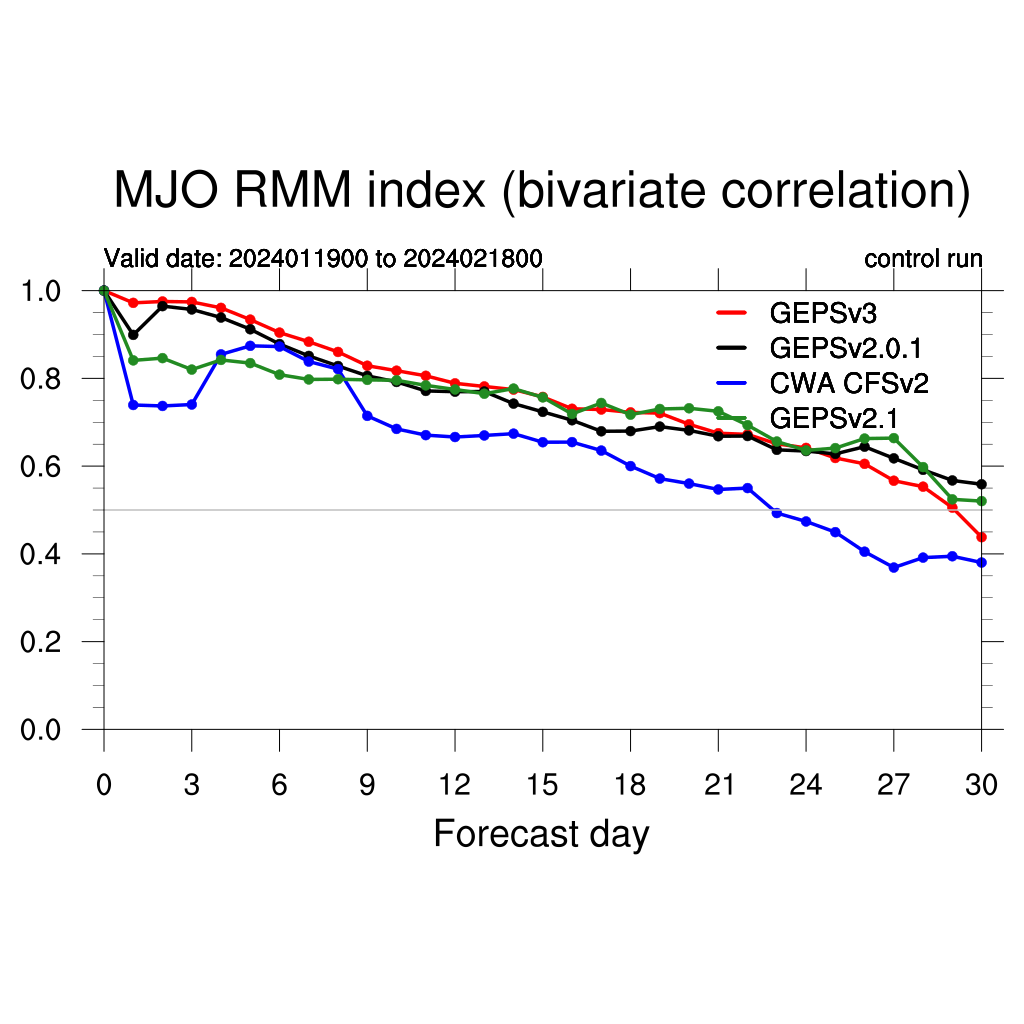 MJO RMM index (bivariate correlation)
Valid date: 2024011900 to 2024021800 control run
1.0
0.8
0.6
0.4
0.2
0.0
GEPSv3
GEPSv2.0.1
CWA CFSv2
GEPSv2.1
0 3 6 9 12 15 18 21 24 27 30
Forecast day